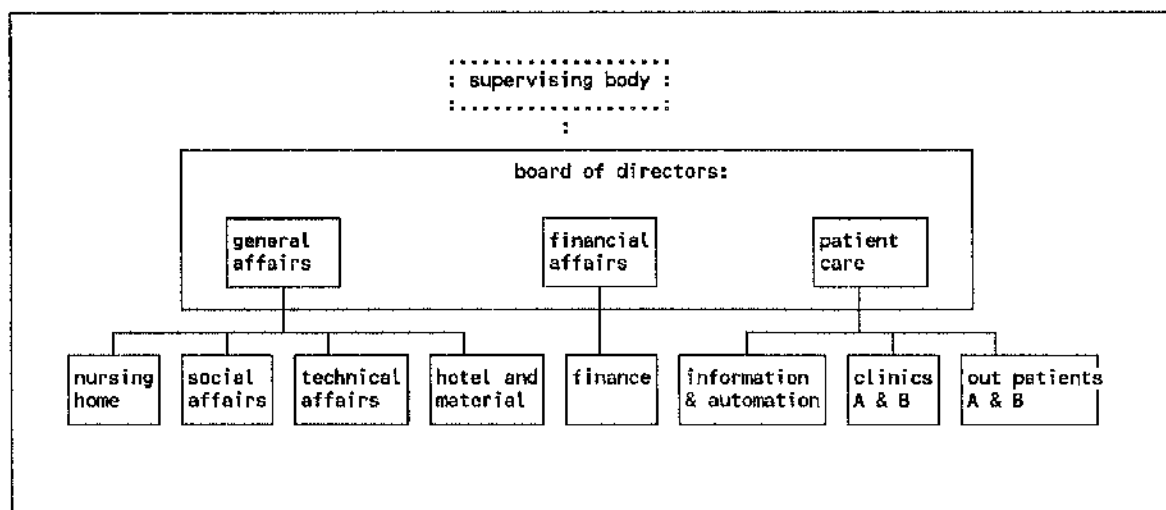 supervising body
board of directors:
general
affairs
financial
affairs
patient
care
nursing
home
social
affairs
technical
affairs
hotel and
material
finance
information
& automation
clinics
A & B
out patients
A & B